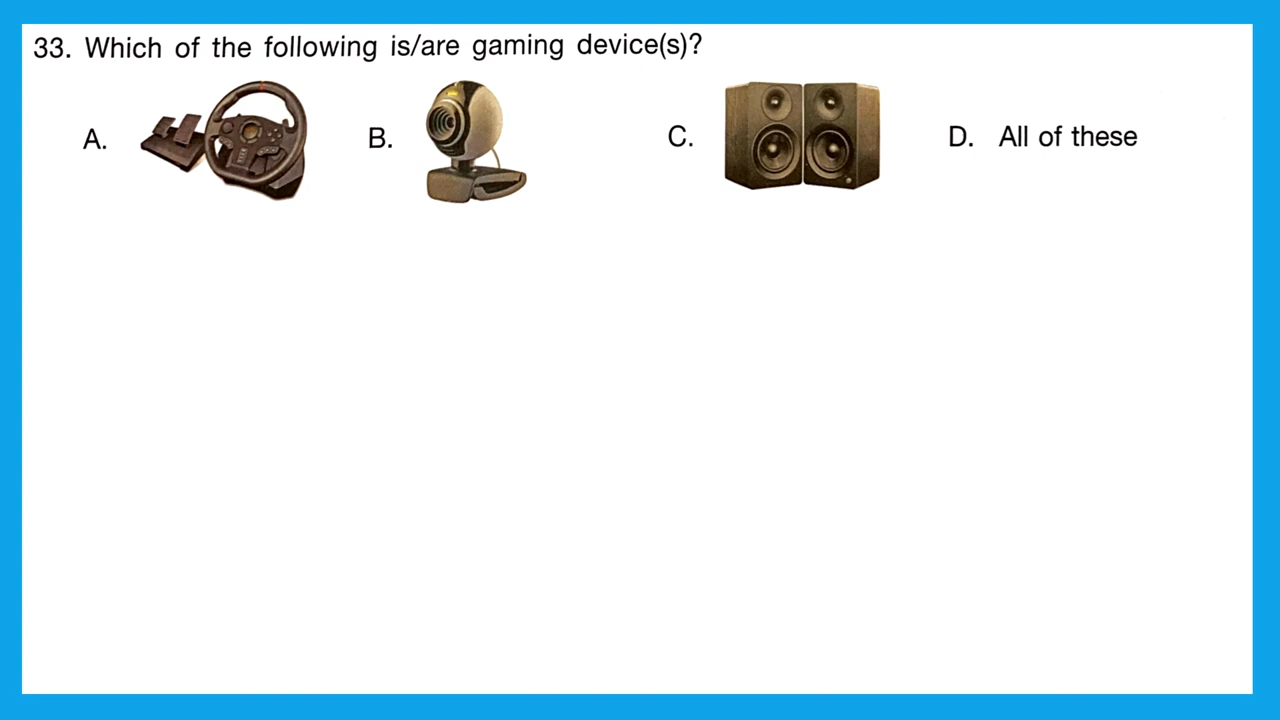 33. Which of the following is/are gaming device(s)?
A. B. C. D. All of these